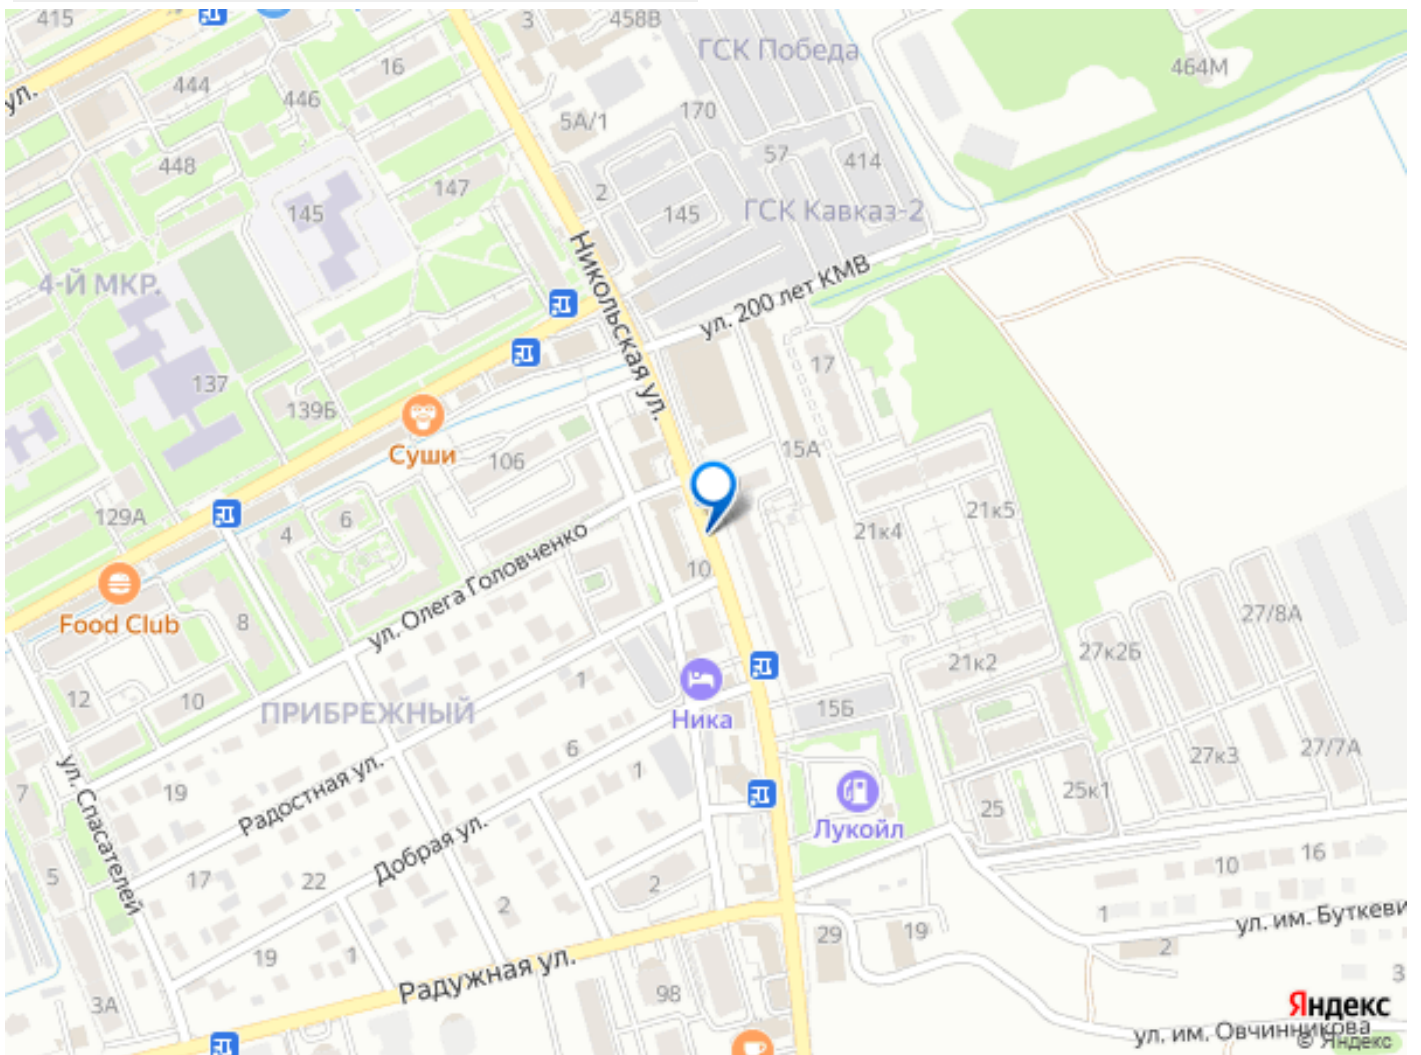 415
3
458В
ГСК Победа
464М
16
444
446
ул.
170
5А/1
57
414
448
147
2
145
145
ГСК Кавказ-2
4-Й МКР.
Никольская ул.
ул. 200 лет КМВ
17
137
139Б
Суши
106
15А
129А
6
4
21к4
21к5
ул. Олега Головченко
10
Food Club
8
27/8А
27к2Б
21к2
12
10
1
ПРИБРЕЖНЫЙ
Ника
15Б
6
1
27к3
27/7А
ул. Спасателей
7
19
Радостная ул.
25
25к1
Лукойл
Добрая ул.
5
17
22
2
2
10
16
1
ул. им. Буткеви
29
19
2
19
1
Радужная ул.
98
3
3А
Яндекс
ул. им. Овчинникова
© Яндекс